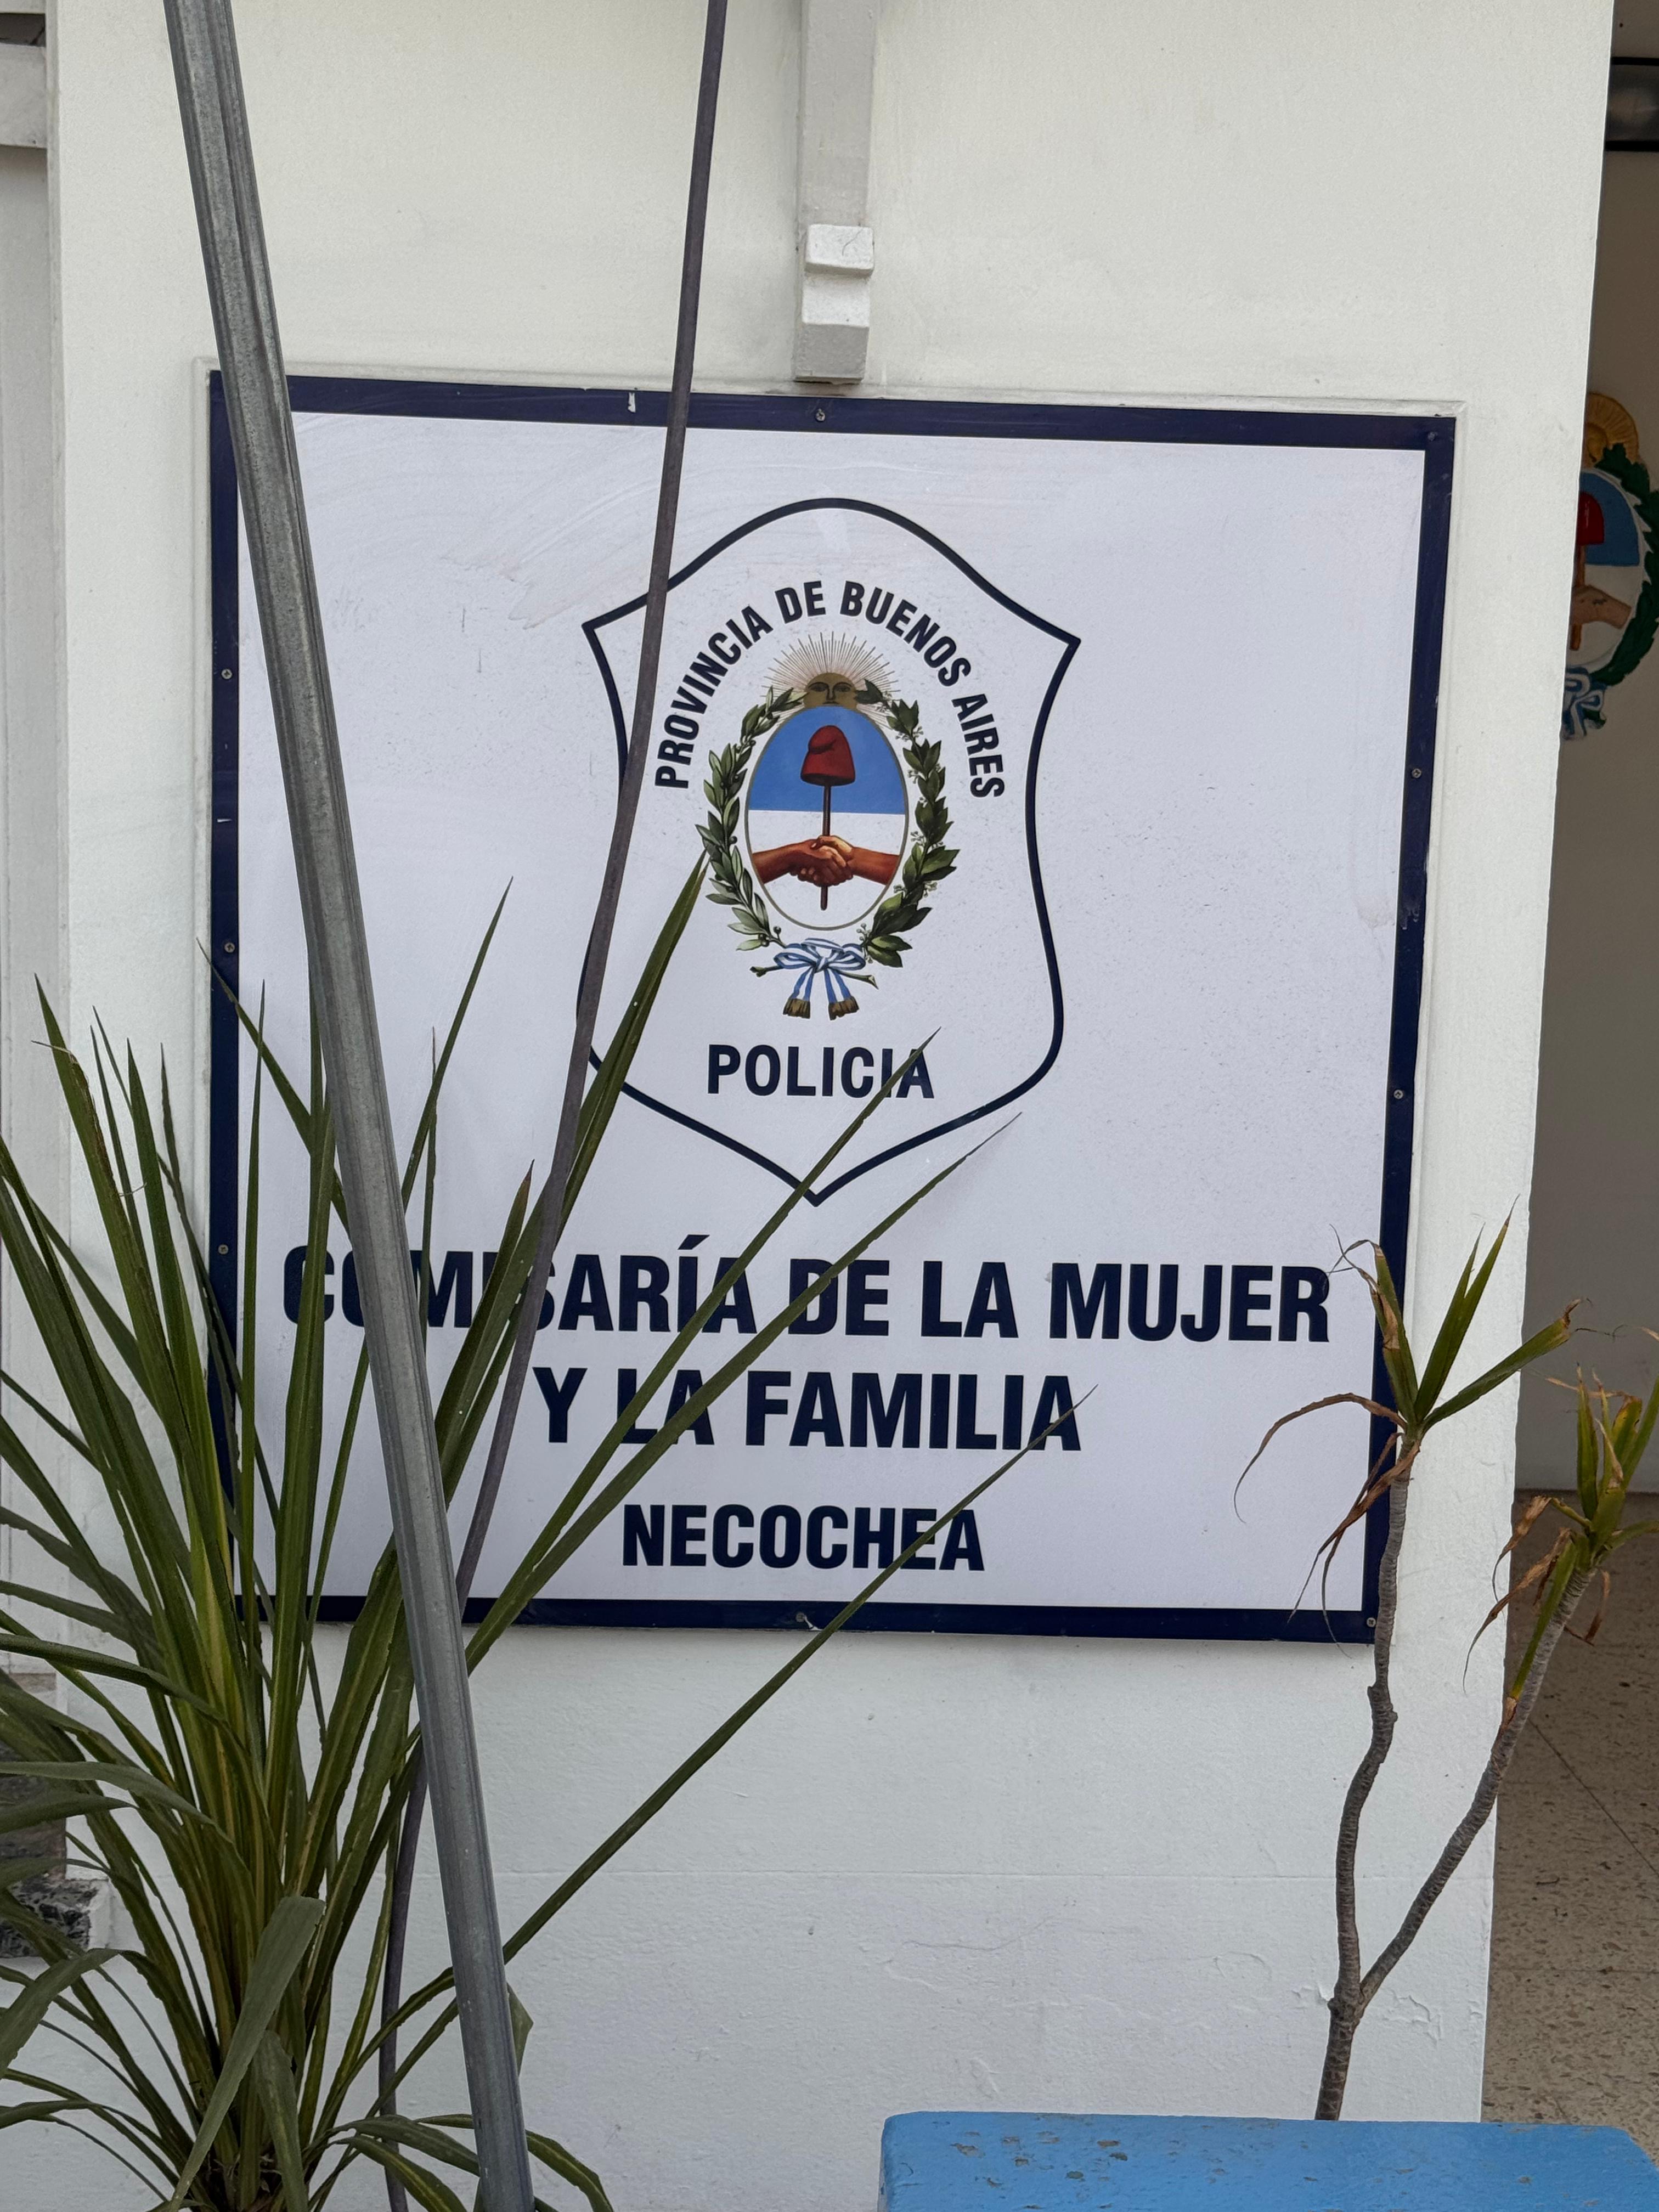 PROVINCIA DE BUENOS AIRES
POLICIA
COMISARÍA DE LA MUJER
Y LA FAMILIA
NECOCHEA